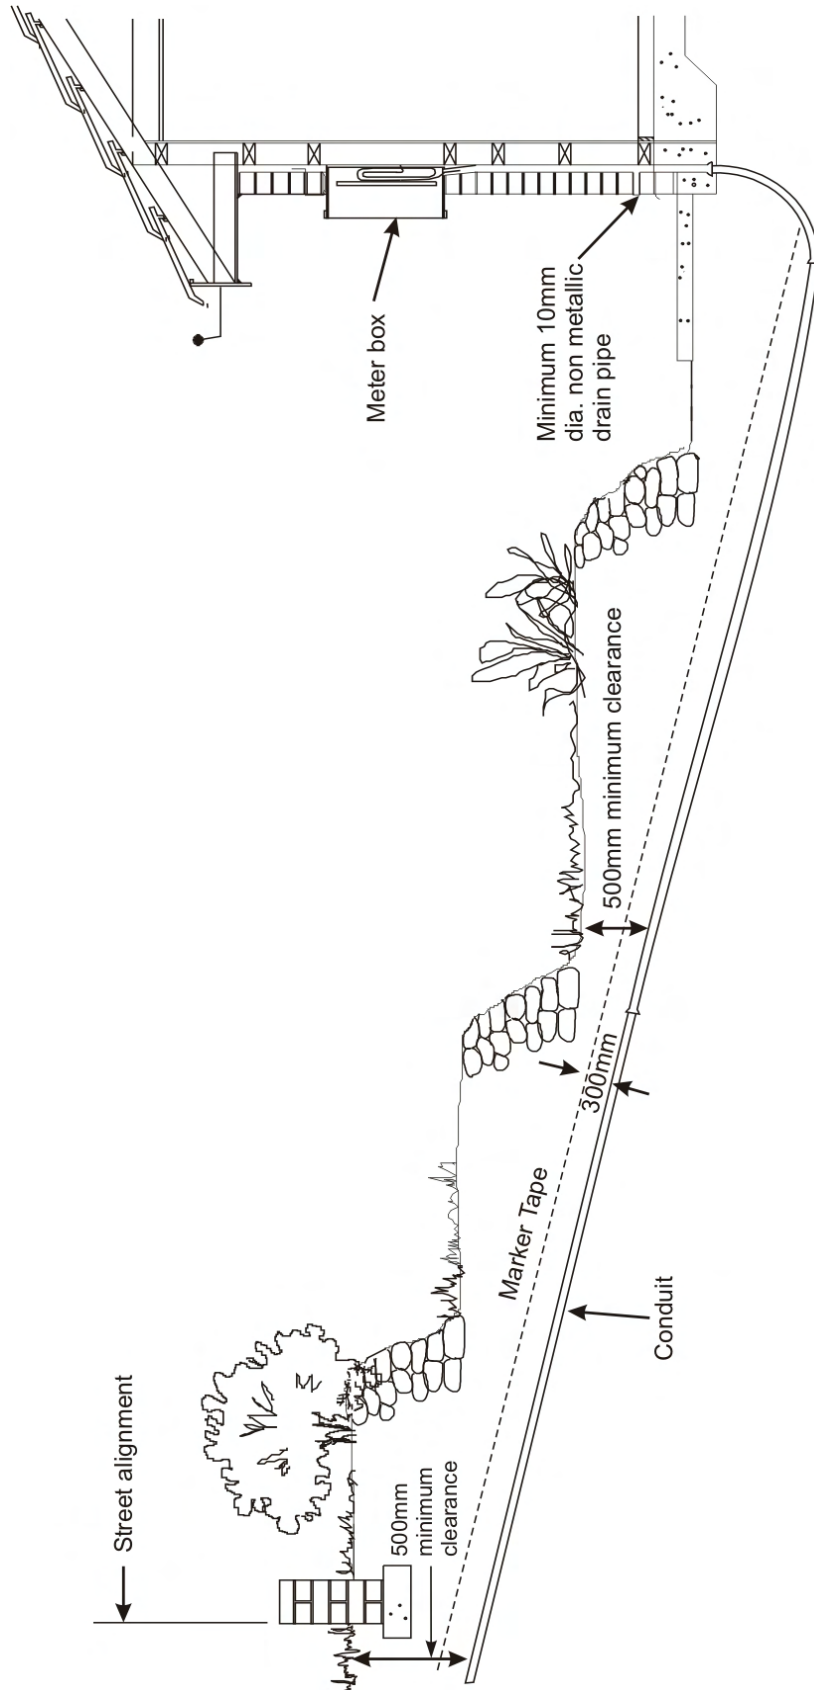 Street alignment
500mm
minimum
clearance
Conduit
Marker Tape
300mm
500mm minimum clearance
Meter box
Minimum 10mm
dia. non metallic
drain pipe